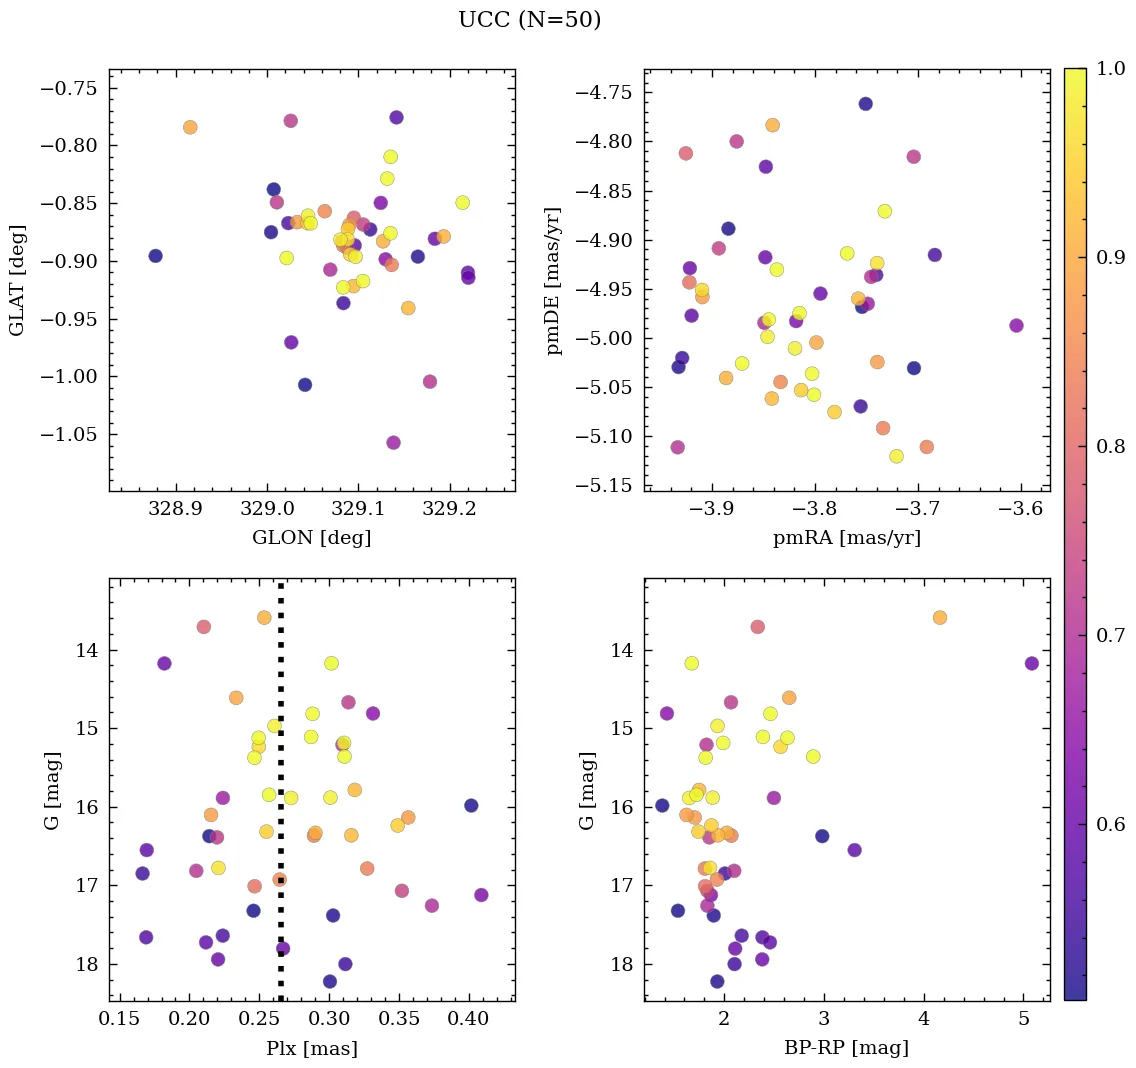 UCC (N=50)
−0.75
−0.80
−0.85
−0.90
−0.95
−1.00
−1.05
GLAT [deg]
328.9 329.0 329.1 329.2
GLON [deg]
−4.75
−4.80
−4.85
−4.90
−4.95
−5.00
−5.05
−5.10
−5.15
pmDE [mas/yr]
−3.9 −3.8 −3.7 −3.6
pmRA [mas/yr]
14
15
16
17
18
G [mag]
0.15 0.20 0.25 0.30 0.35 0.40
Plx [mas]
14
15
16
17
18
G [mag]
2 3 4 5
BP-RP [mag]
1.0
0.9
0.8
0.7
0.6